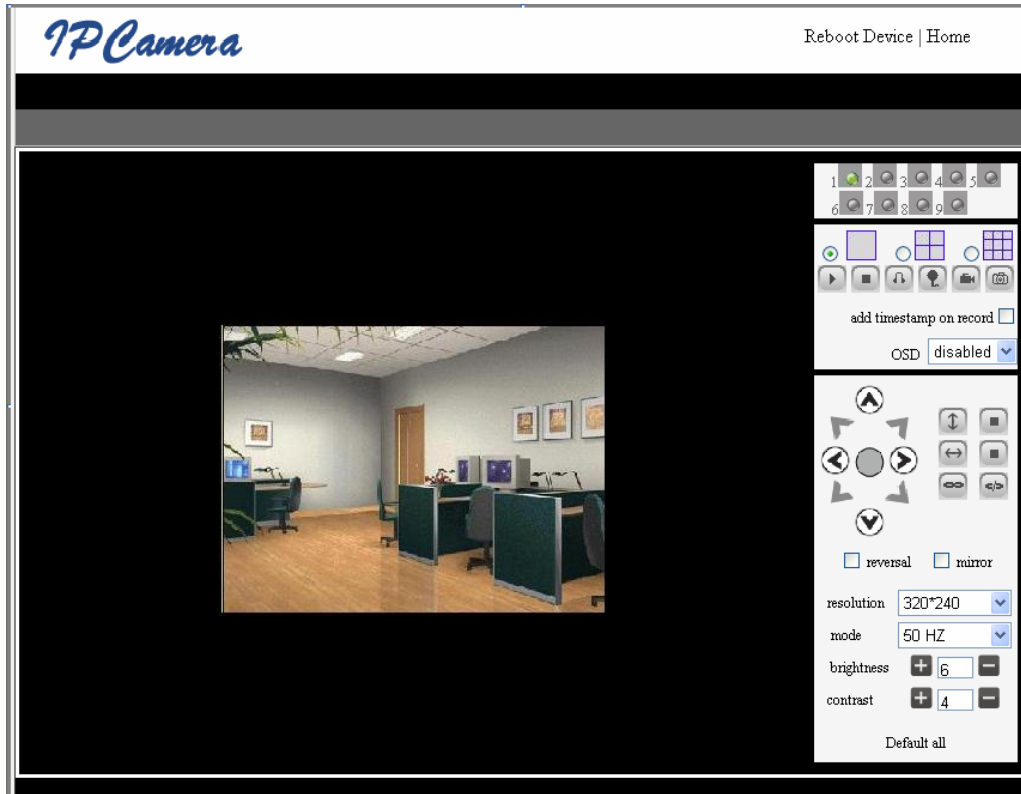 IPCamera
Reboot Device | Home
1 2 3 4 5
6 7 8 9
add timestamp on record
OSD disabled
reversal mirror
resolution 320*240
mode 50 HZ
brightness + 6 −
contrast + 4 −
Default all